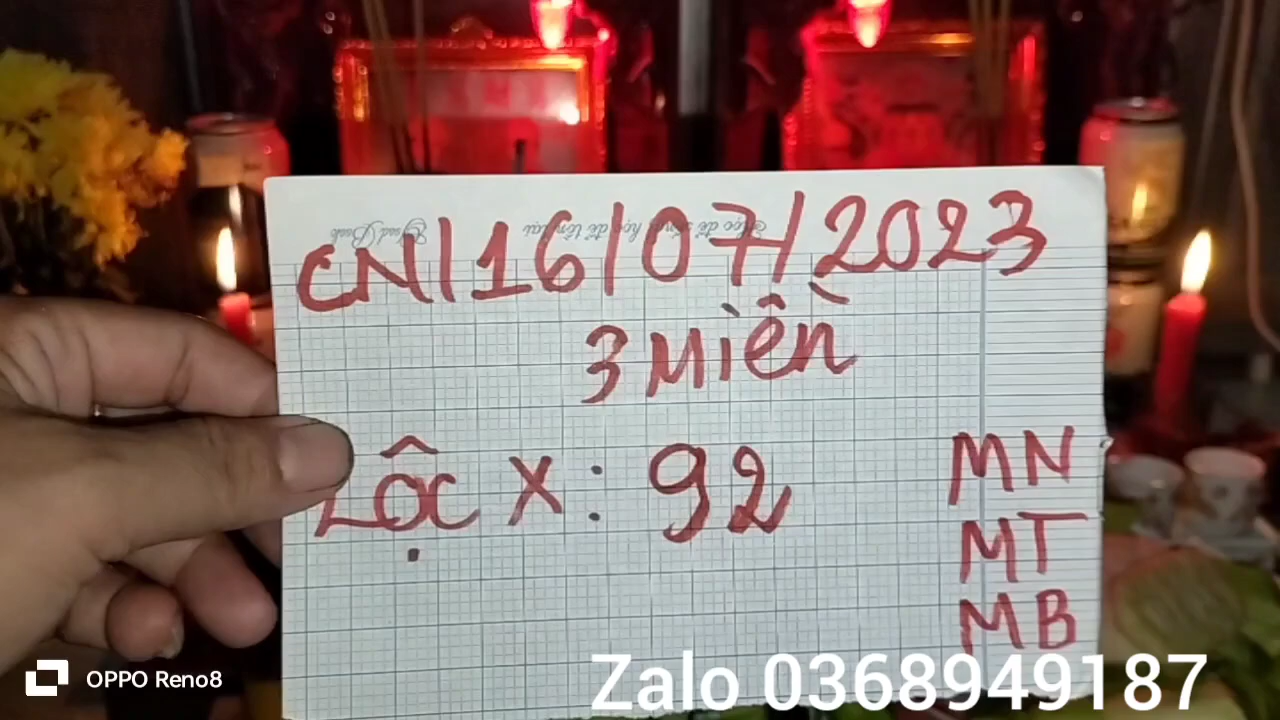 CN/16/07/2023
3 Miền
Lộc X: 92
MN
MT
MB
Zalo 0368949187
OPPO Reno8